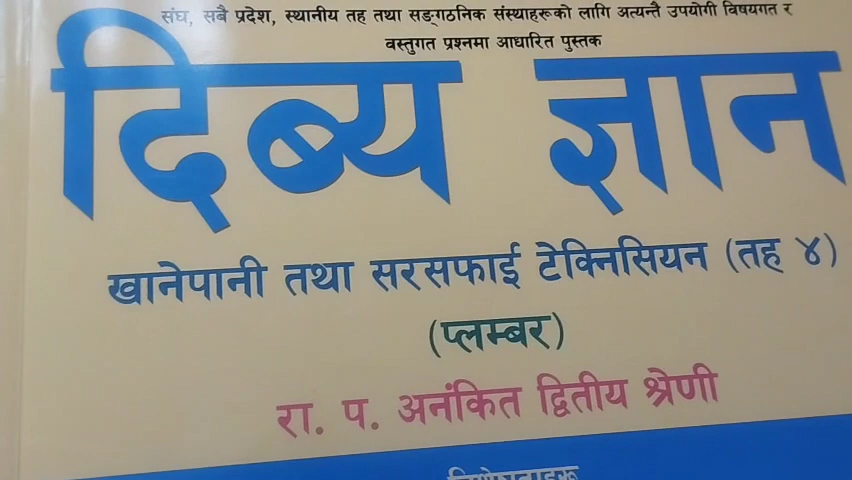 संघ, सबै प्रदेश, स्थानीय तह तथा सङ्गठनिक संस्थाहरूको लागि अत्यन्तै उपयोगी विषयगत र
वस्तुगत प्रश्नमा आधारित पुस्तक
दिब्य ज्ञान
खानेपानी तथा सरसफाई टेक्निसियन (तह ४)
(प्लम्बर)
रा. प. अनंकित द्वितीय श्रेणी